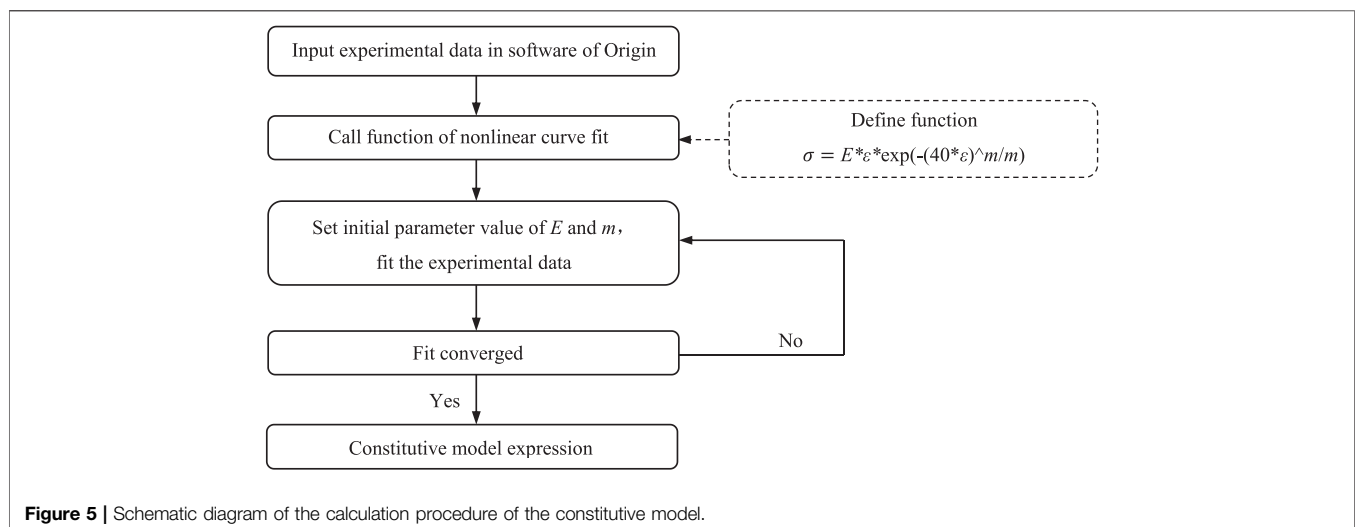 Input experimental data in software of Origin
Call function of nonlinear curve fit
Define function
σ = E*ε*exp(-(40*ε)^m/m)
Set initial parameter value of E and m，
fit the experimental data
Fit converged
No
Yes
Constitutive model expression
Figure 5 | Schematic diagram of the calculation procedure of the constitutive model.